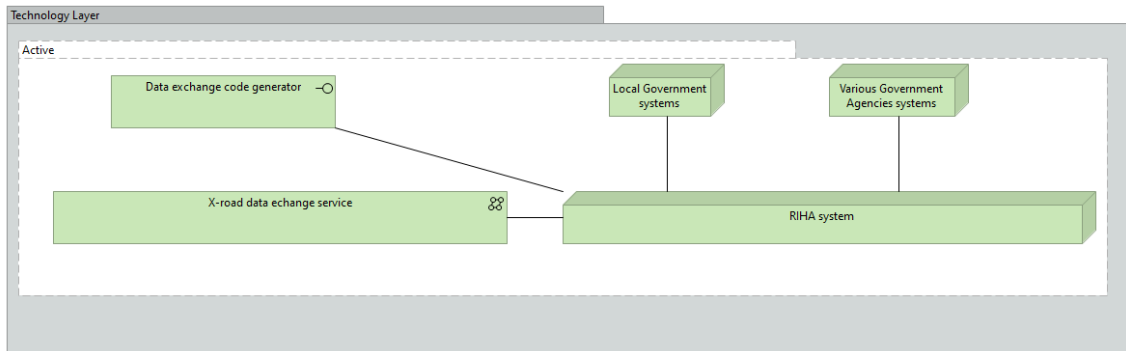 Technology Layer
Active
Data exchange code generator
Local Government
systems
Various Government
Agencies systems
X-road data echange service
RIHA system